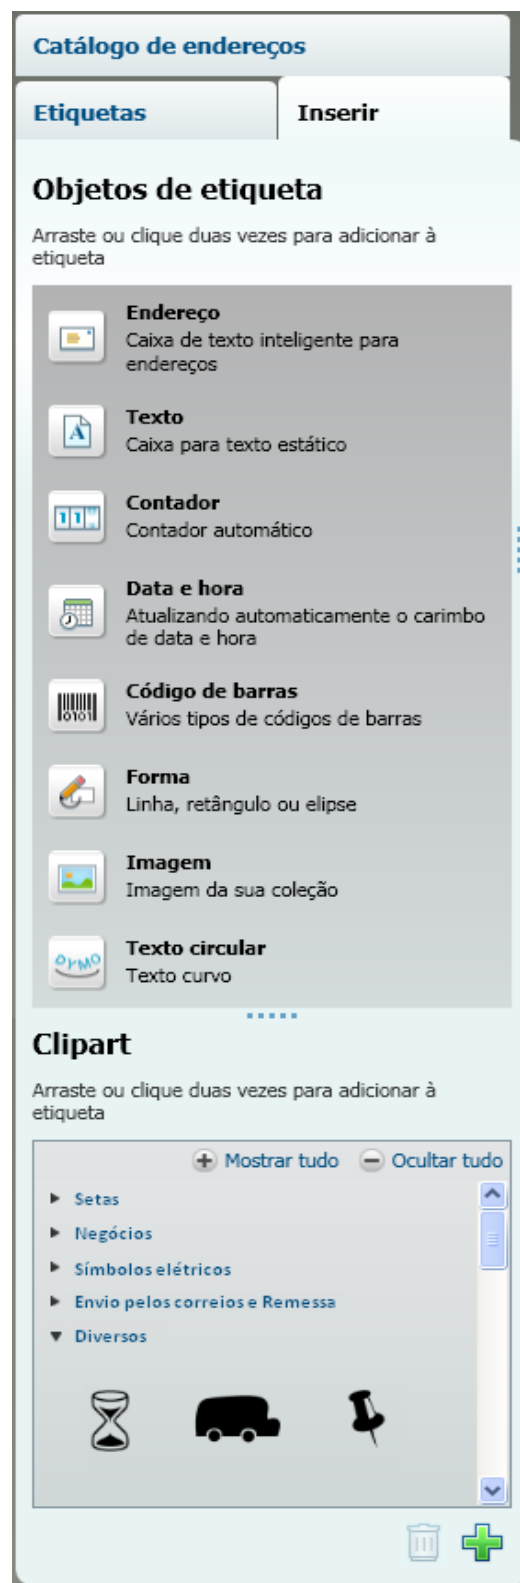 Catálogo de endereços
Etiquetas
Inserir
Objetos de etiqueta
Arraste ou clique duas vezes para adicionar à
etiqueta
Endereço
Caixa de texto inteligente para
endereços
Texto
Caixa para texto estático
Contador
Contador automático
Data e hora
Atualizando automaticamente o carimbo
de data e hora
Código de barras
Vários tipos de códigos de barras
Forma
Linha, retângulo ou elipse
Imagem
Imagem da sua coleção
Texto circular
Texto curvo
Clipart
Arraste ou clique duas vezes para adicionar à
etiqueta
Mostrar tudo
Ocultar tudo
Setas
Negócios
Símbolos elétricos
Envio pelos correios e Remessa
Diversos